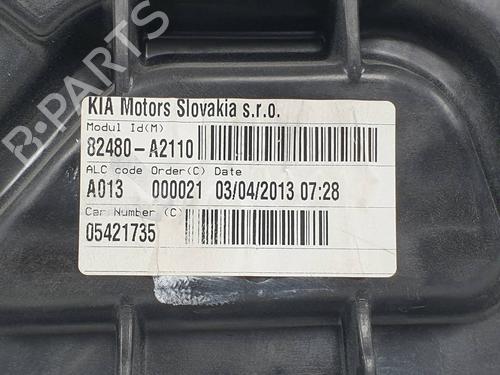 B-PARTS
KIA Motors Slovakia s.r.o.
Modul Id(M)
82480-A2110
ALC code Order(C) Date
A013 000021 03/04/2013 07:28
Car Number (C)
05421735